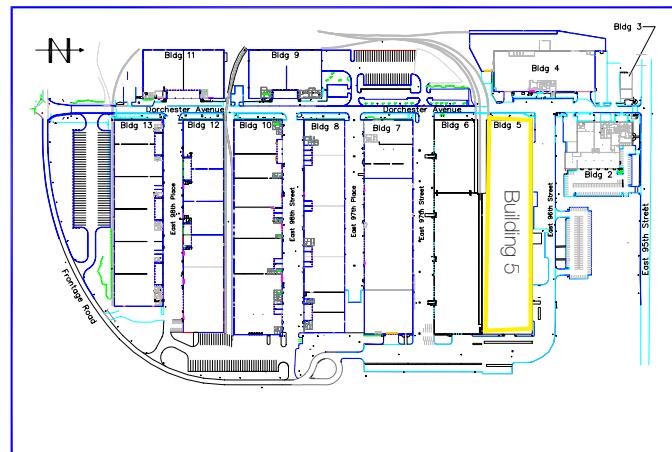 Bldg 3
N
Bldg 11
Bldg 9
Bldg 4
Dorchester Avenue
Dorchester Avenue
Bldg 13
Bldg 12
Bldg 10
Bldg 8
Bldg 7
Bldg 6
Bldg 5
Bldg 2
East 98th Place
East 98th Street
East 97th Place
East 97th Street
Building 5
East 96th Street
East 95th Street
Frontage Road